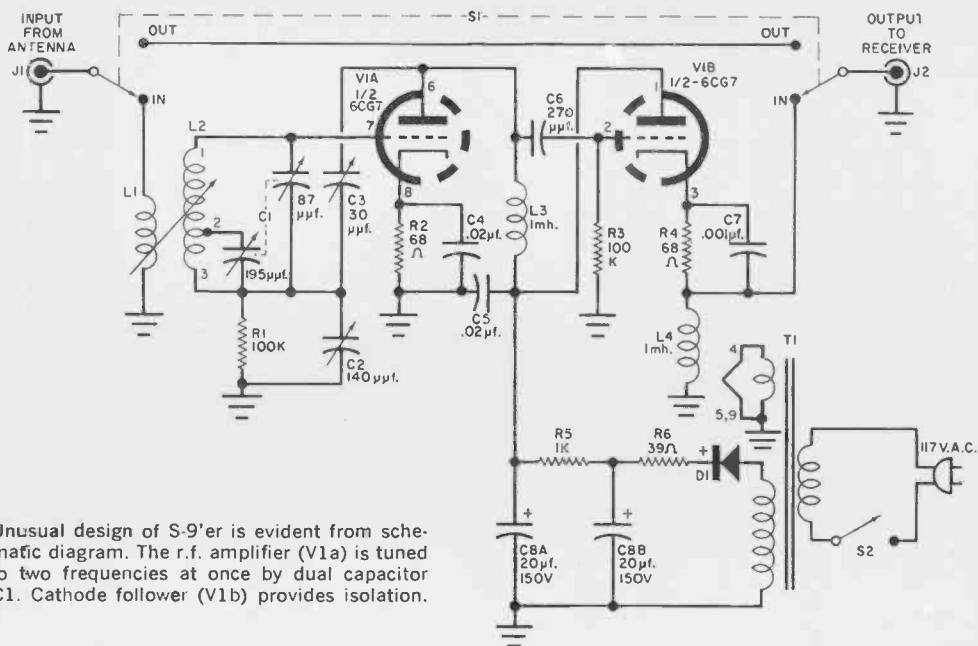 INPUT
FROM
ANTENNA
J1
OUT
IN
S1
OUT
IN
OUTPUT
TO
RECEIVER
J2
V1A
1/2
6CG7
6
7
8
V1B
1/2-6CG7
1
2
3
C6
270
μμf.
L1
L2
1
2
3
C1
87
μμf.
195μμf.
C3
30
μμf.
R1
100K
C2
140μμf.
R2
68
Ω
C4
.02μf.
C5
.02μf.
L3
1mh.
R3
100
K
R4
68
Ω
C7
.001μf.
L4
1mh.
4
5,9
T1
117V.A.C.
S2
R5
1K
R6
39Ω
+
D1
+
C8A
20μf.
150V
+
C8B
20μf.
150V
Unusual design of S-9'er is evident from sche-
matic diagram. The r.f. amplifier (V1a) is tuned
to two frequencies at once by dual capacitor
C1. Cathode follower (V1b) provides isolation.